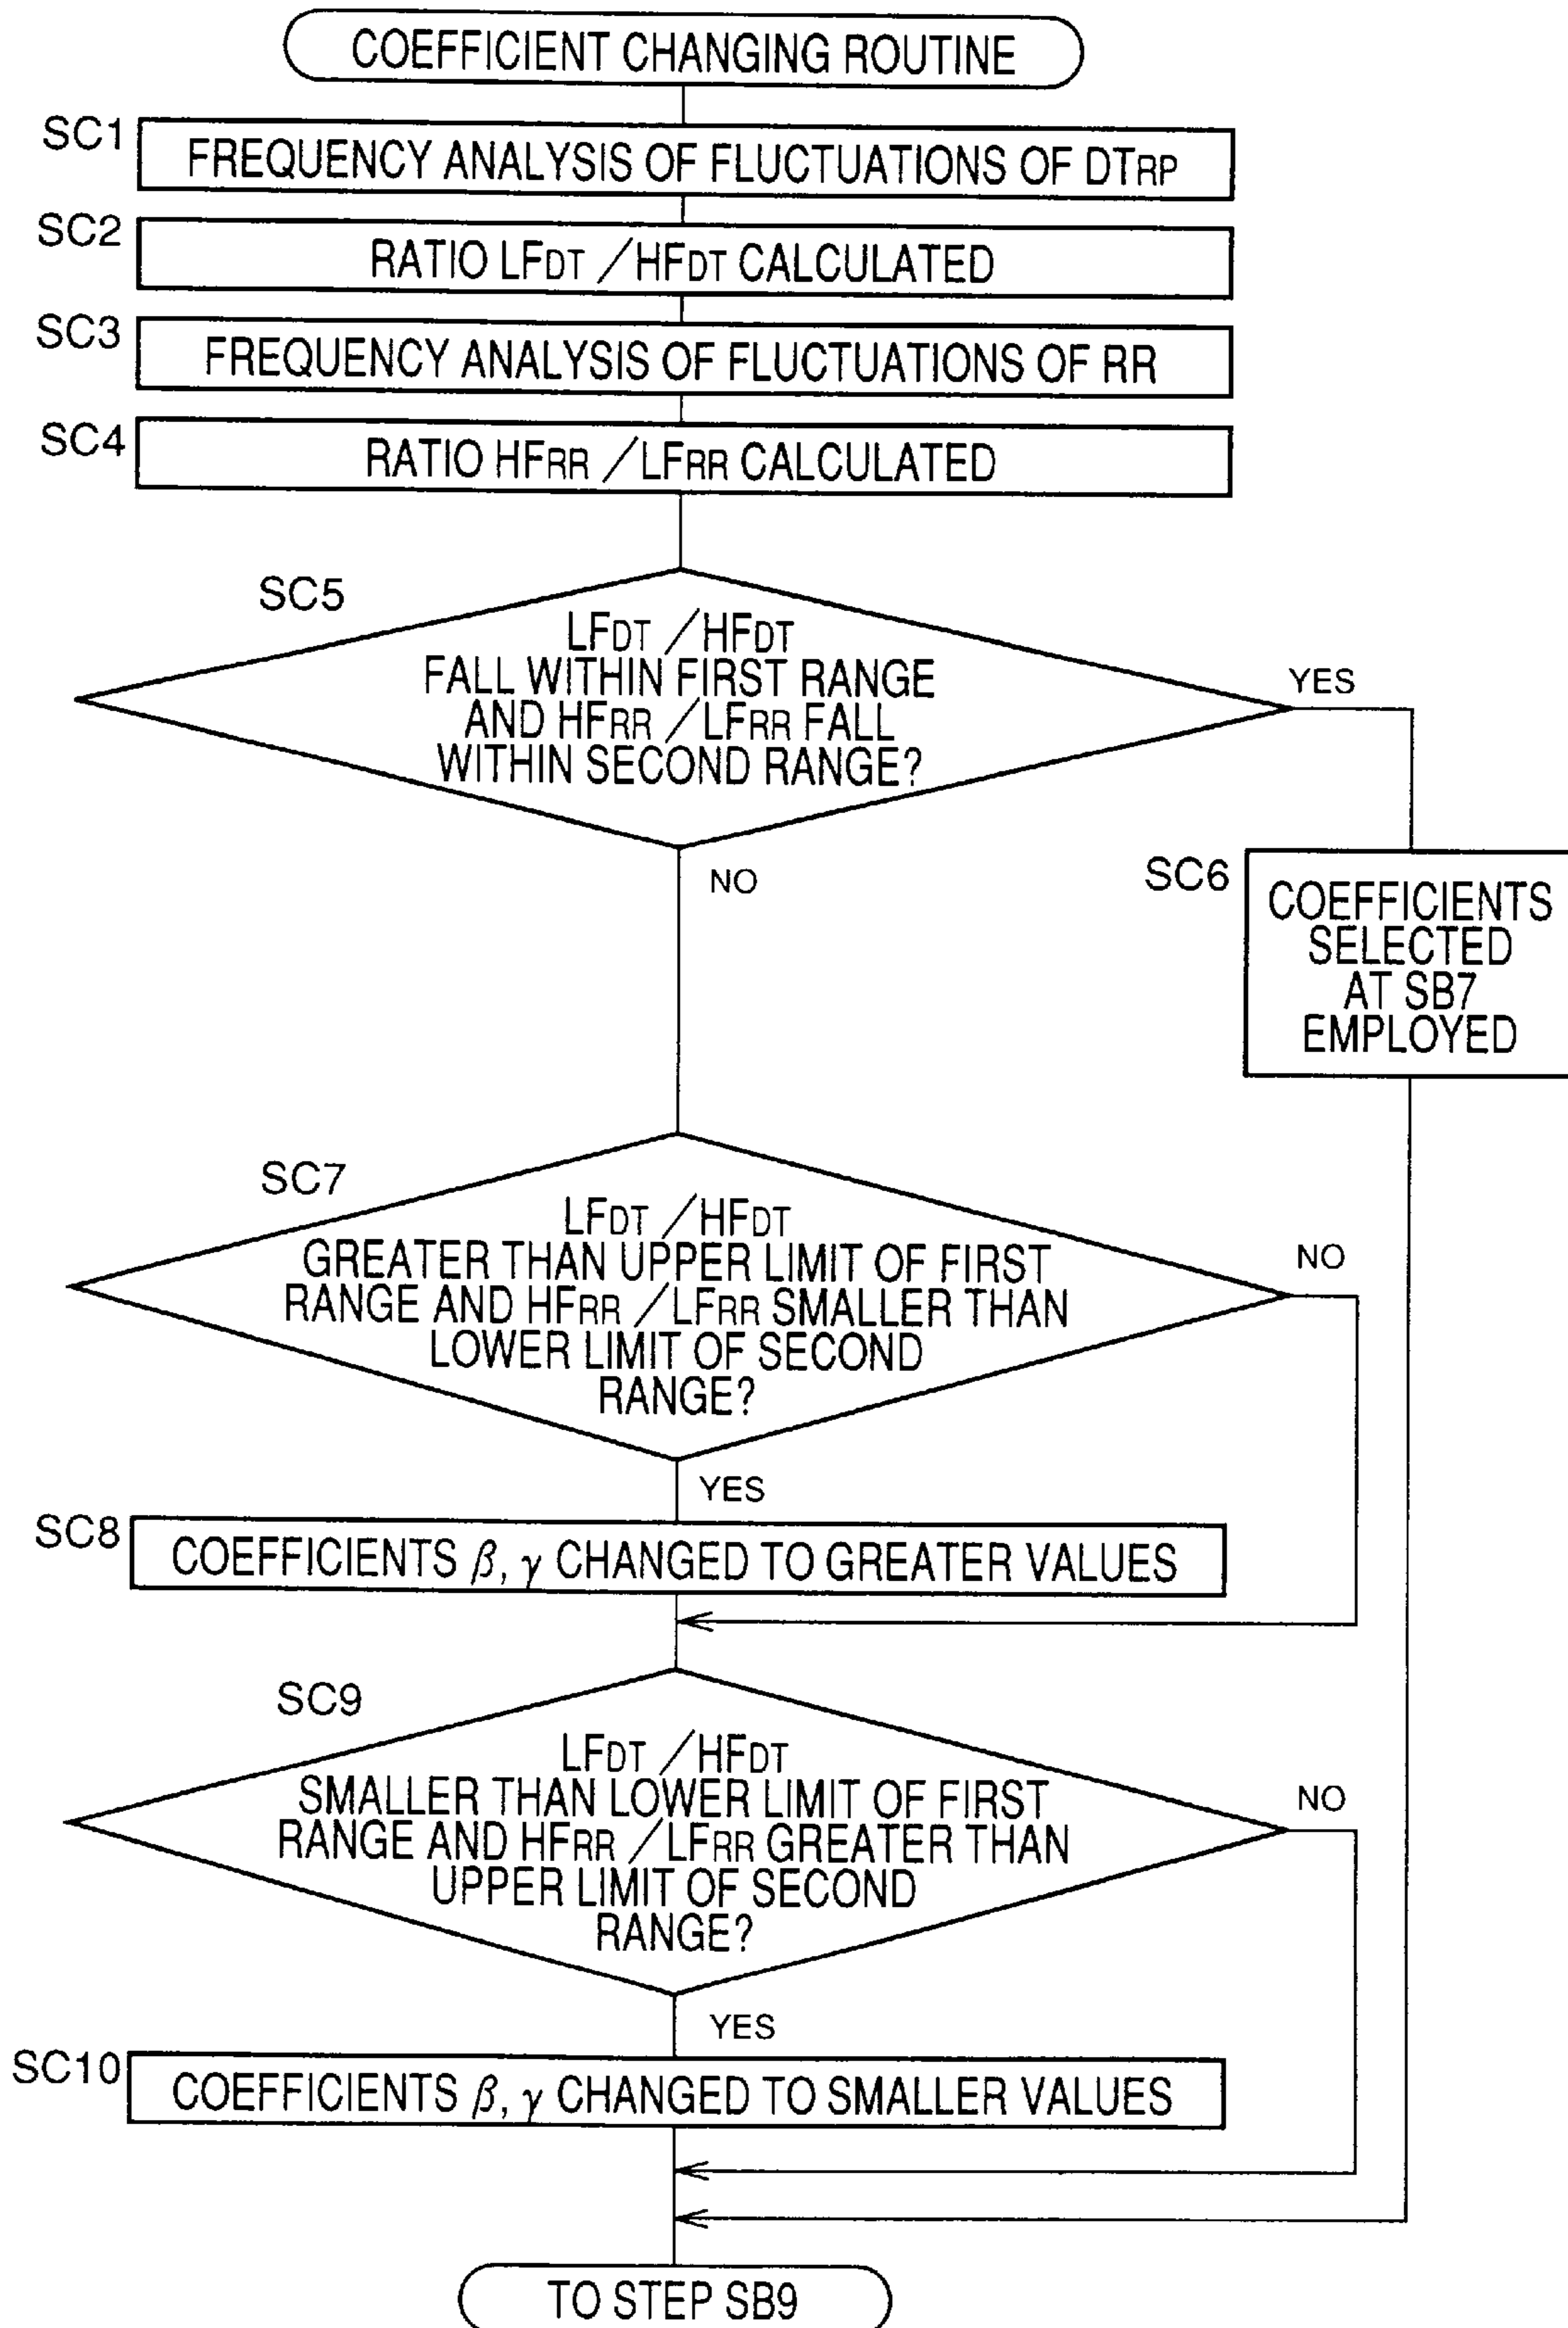 COEFFICIENT CHANGING ROUTINE
SC1
FREQUENCY ANALYSIS OF FLUCTUATIONS OF DTRP
SC2
RATIO LFDT /HFDT CALCULATED
SC3
FREQUENCY ANALYSIS OF FLUCTUATIONS OF RR
SC4
RATIO HFRR /LFRR CALCULATED
SC5
LFDT /HFDT
FALL WITHIN FIRST RANGE
AND HFRR /LFRR FALL
WITHIN SECOND RANGE?
YES
NO
SC6
COEFFICIENTS
SELECTED
AT SB7
EMPLOYED
SC7
LFDT /HFDT
GREATER THAN UPPER LIMIT OF FIRST
RANGE AND HFRR /LFRR SMALLER THAN
LOWER LIMIT OF SECOND
RANGE?
NO
YES
SC8
COEFFICIENTS β, γ CHANGED TO GREATER VALUES
SC9
LFDT /HFDT
SMALLER THAN LOWER LIMIT OF FIRST
RANGE AND HFRR /LFRR GREATER THAN
UPPER LIMIT OF SECOND
RANGE?
NO
YES
SC10
COEFFICIENTS β, γ CHANGED TO SMALLER VALUES
TO STEP SB9